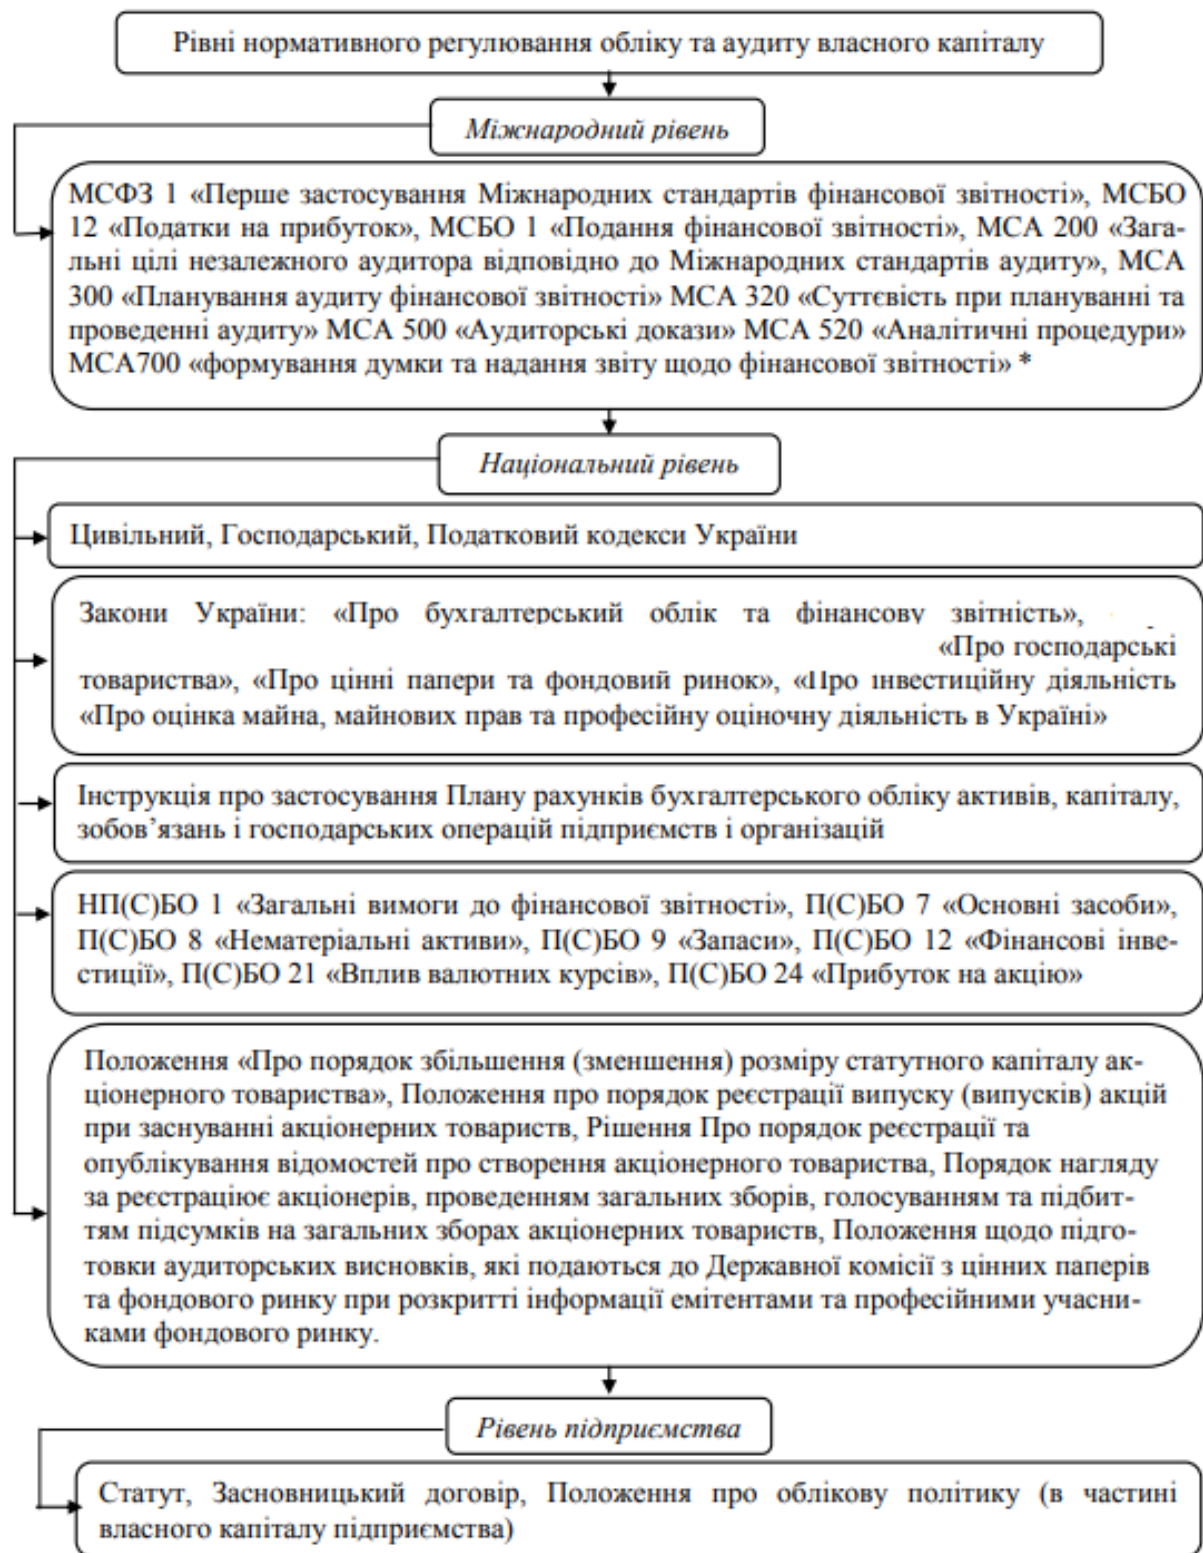 Рівні нормативного регулювання обліку та аудиту власного капіталу
Міжнародний рівень
МСФЗ 1 «Перше застосування Міжнародних стандартів фінансової звітності», МСБО
12 «Податки на прибуток», МСБО 1 «Подання фінансової звітності», МСА 200 «Зага-
льні цілі незалежного аудитора відповідно до Міжнародних стандартів аудиту», МСА
300 «Планування аудиту фінансової звітності» МСА 320 «Суттєвість при плануванні та
проведенні аудиту» МСА 500 «Аудиторські докази» МСА 520 «Аналітичні процедури»
МСА700 «формування думки та надання звіту щодо фінансової звітності» *
Національний рівень
Цивільний, Господарський, Податковий кодекси України
Закони України: «Про бухгалтерський облік та фінансову звітність»,
«Про господарські
товариства», «Про цінні папери та фондовий ринок», «Про інвестиційну діяльність
«Про оцінка майна, майнових прав та професійну оціночну діяльність в Україні»
Інструкція про застосування Плану рахунків бухгалтерського обліку активів, капіталу,
зобов’язань і господарських операцій підприємств і організацій
НП(С)БО 1 «Загальні вимоги до фінансової звітності», П(С)БО 7 «Основні засоби»,
П(С)БО 8 «Нематеріальні активи», П(С)БО 9 «Запаси», П(С)БО 12 «Фінансові інве-
стиції», П(С)БО 21 «Вплив валютних курсів», П(С)БО 24 «Прибуток на акцію»
Положення «Про порядок збільшення (зменшення) розміру статутного капіталу ак-
ціонерного товариства», Положення про порядок реєстрації випуску (випусків) акцій
при заснуванні акціонерних товариств, Рішення Про порядок реєстрації та
опублікування відомостей про створення акціонерного товариства, Порядок нагляду
за реєстраціює акціонерів, проведенням загальних зборів, голосуванням та підбит-
тям підсумків на загальних зборах акціонерних товариств, Положення щодо підго-
товки аудиторських висновків, які подаються до Державної комісії з цінних паперів
та фондового ринку при розкритті інформації емітентами та професійними учасни-
ками фондового ринку.
Рівень підприємства
Статут, Засновницький договір, Положення про облікову політику (в частині
власного капіталу підприємства)